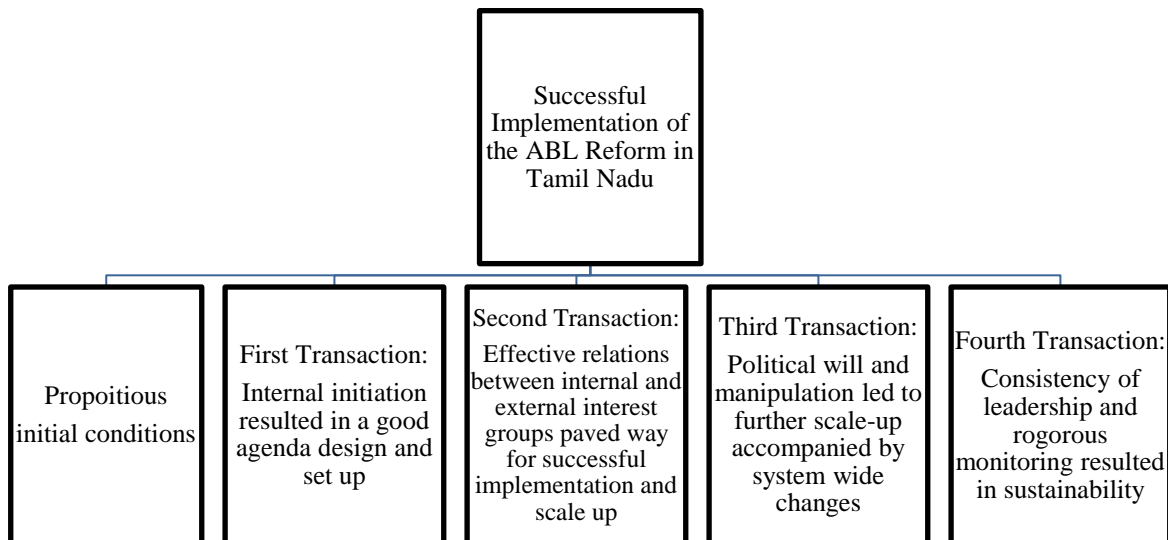 Successful
Implementation of
the ABL Reform in
Tamil Nadu
Propoitious
initial conditions
First Transaction:
Internal initiation
resulted in a good
agenda design and
set up
Second Transaction:
Effective relations
between internal and
external interest
groups paved way
for successful
implementation and
scale up
Third Transaction:
Political will and
manipulation led to
further scale-up
accompanied by
system wide
changes
Fourth Transaction:
Consistency of
leadership and
rogorous
monitoring resulted
in sustainability